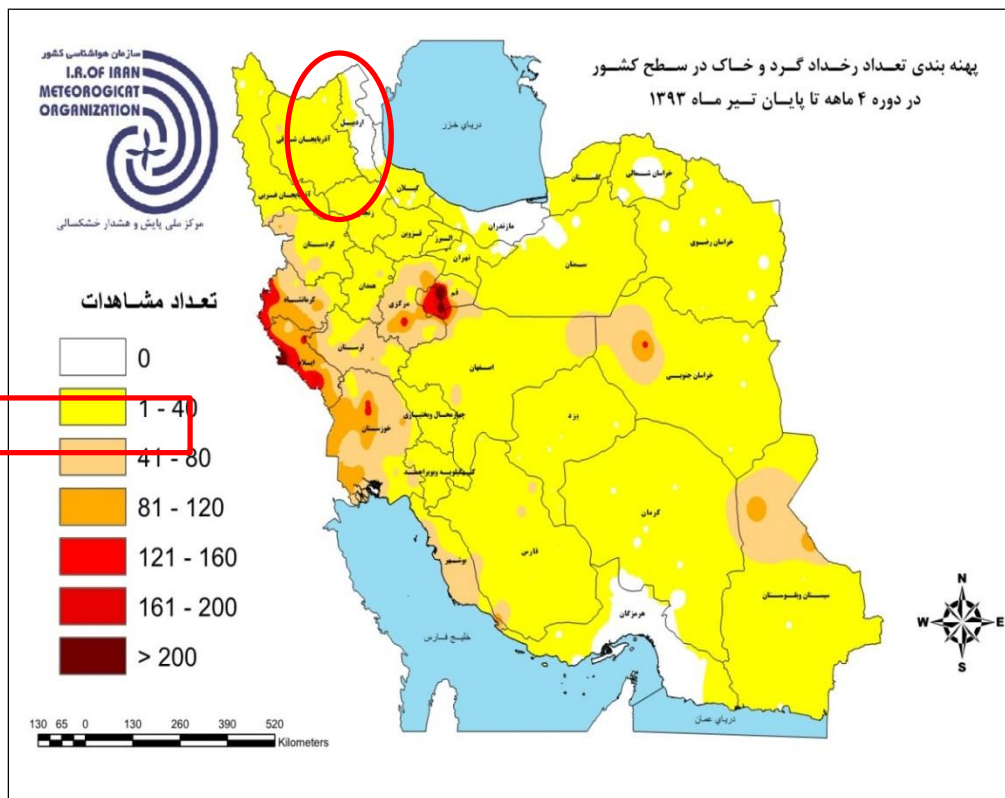 سازمان هواشناسی کشور
I.R.OF IRAN
METEOROGICAT
ORGANIZATION
مرکز ملی پایش و هشدار خشکسالی
پهنه بندی تعداد رخداد گرد و خاک در سطح کشور
در دوره ۴ ماهه تا پایان تیر ماه ۱۳۹۳
دریای خزر
اردبیل
آذربایجان شرقی
آذربایجان غربی
گیلان
گلستان
خراسان شمالی
مازندران
قزوین
البرز
تهران
سمنان
خراسان رضوی
کردستان
همدان
مرکزی
قم
کرمانشاه
لرستان
ایلام
اصفهان
خراسان جنوبی
یزد
چهارمحال وبختیاری
خوزستان
کهگیلویه وبویراحمد
کرمان
فارس
بوشهر
هرمزگان
سیستان وبلوچستان
خلیج فارس
دریای عمان
تعداد مشاهدات
0
1 - 40
41 - 80
81 - 120
121 - 160
161 - 200
> 200
130 65 0 130 260 390 520
Kilometers
N
W E
S